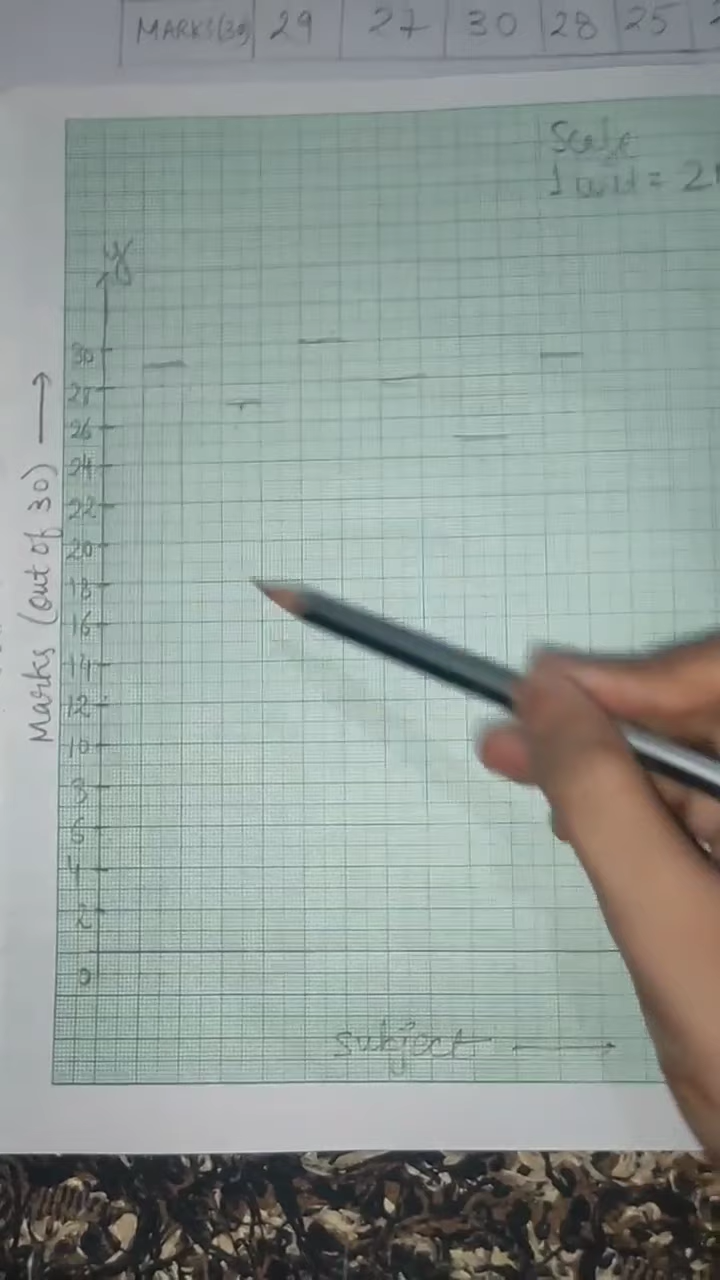 MARKS(30) 29 27 30 28 25
Scale
1 unit = 2
y
30
28
26
24
22
20
18
16
14
12
10
8
6
4
2
0
Marks (out of 30)
subject